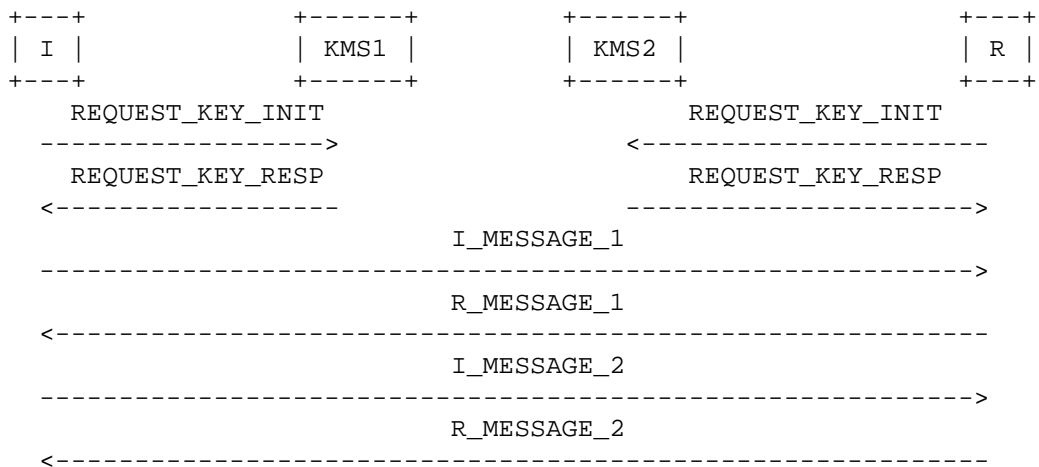 I KMS1 KMS2 R
REQUEST_KEY_INIT REQUEST_KEY_INIT
REQUEST_KEY_RESP REQUEST_KEY_RESP
I_MESSAGE_1
R_MESSAGE_1
I_MESSAGE_2
R_MESSAGE_2